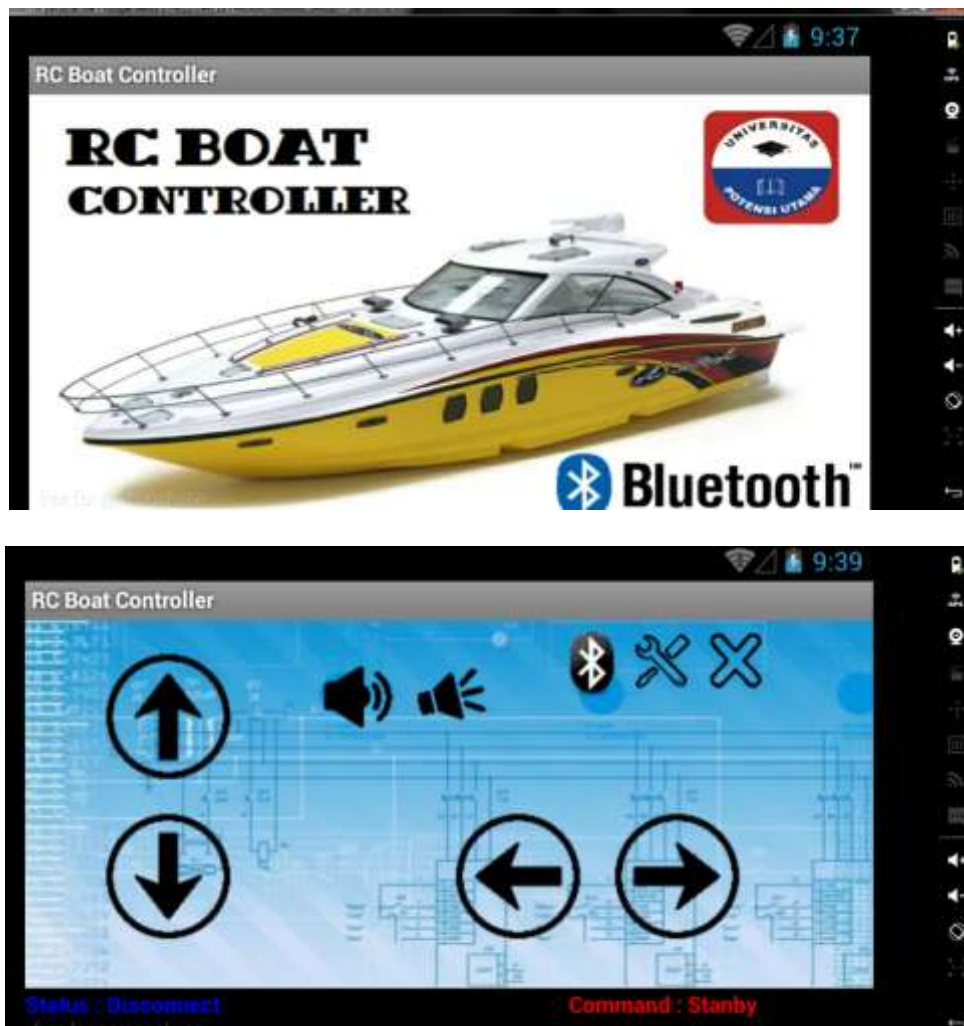 9:37
RC Boat Controller
RC BOAT
CONTROLLER
UNIVERSITAS
POTENSI UTAMA
Bluetooth™
9:39
RC Boat Controller
Status : Disconnect
Command : Stanby